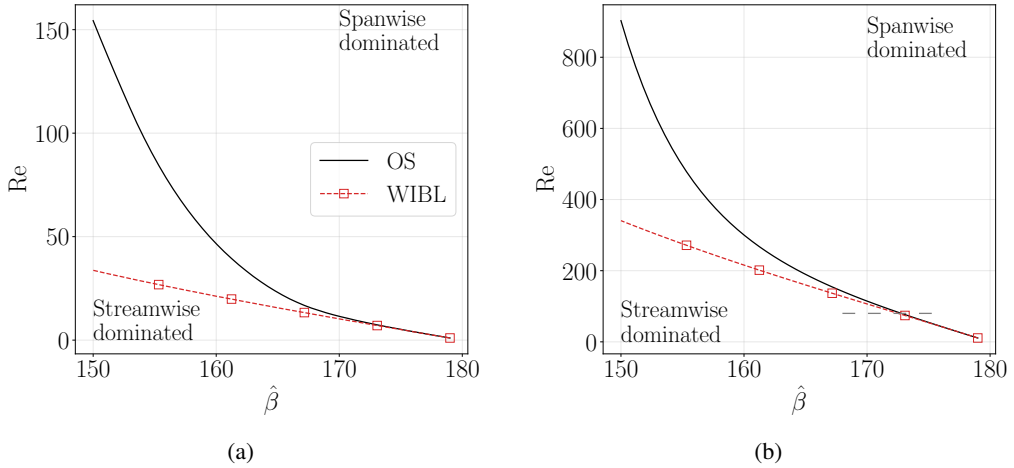 Spanwise
dominated
150
100
50
0
Re
OS
WIBL
Streamwise
dominated
150
160
170
180
β̂
(a)
Spanwise
dominated
800
600
400
200
0
Re
Streamwise
dominated
150
160
170
180
β̂
(b)